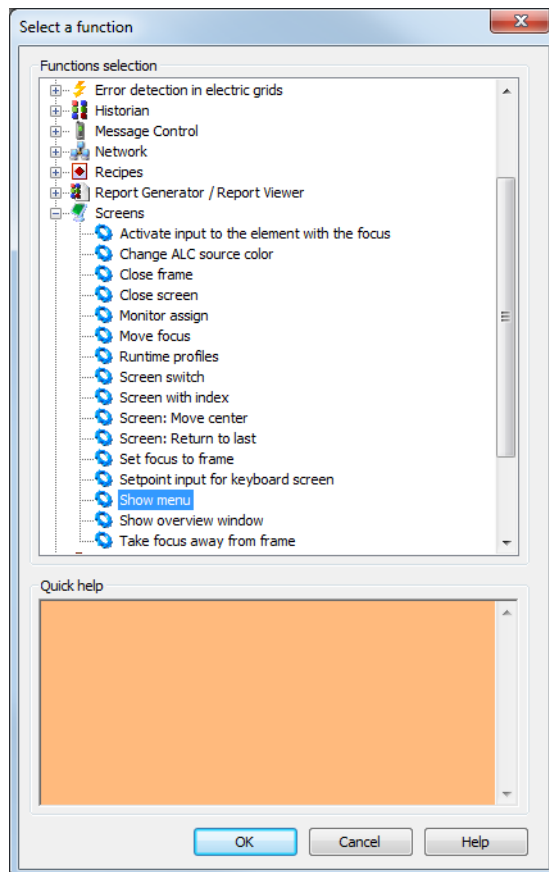 Select a function
Functions selection
Error detection in electric grids
Historian
Message Control
Network
Recipes
Report Generator / Report Viewer
Screens
Activate input to the element with the focus
Change ALC source color
Close frame
Close screen
Monitor assign
Move focus
Runtime profiles
Screen switch
Screen with index
Screen: Move center
Screen: Return to last
Set focus to frame
Setpoint input for keyboard screen
Show menu
Show overview window
Take focus away from frame
Quick help
OK Cancel Help